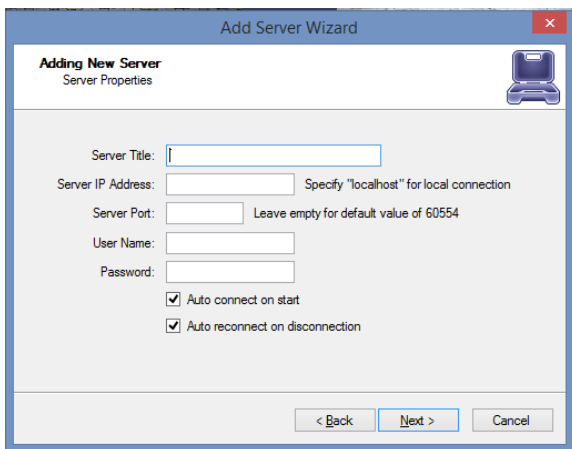 Add Server Wizard
Adding New Server
Server Properties
Server Title:
Server IP Address: Specify "localhost" for local connection
Server Port: Leave empty for default value of 60554
User Name:
Password:
Auto connect on start
Auto reconnect on disconnection
< Back Next > Cancel